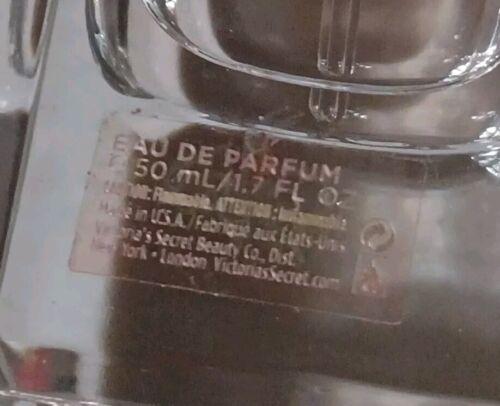 EAU DE PARFUM
50 mL/1.7 FL OZ
CAUTION: Flammable. ATTENTION: Inflammable.
Made in U.S.A./Fabriqué aux États-Unis
Victoria's Secret Beauty Co., Dist.
New York • London VictoriasSecret.com